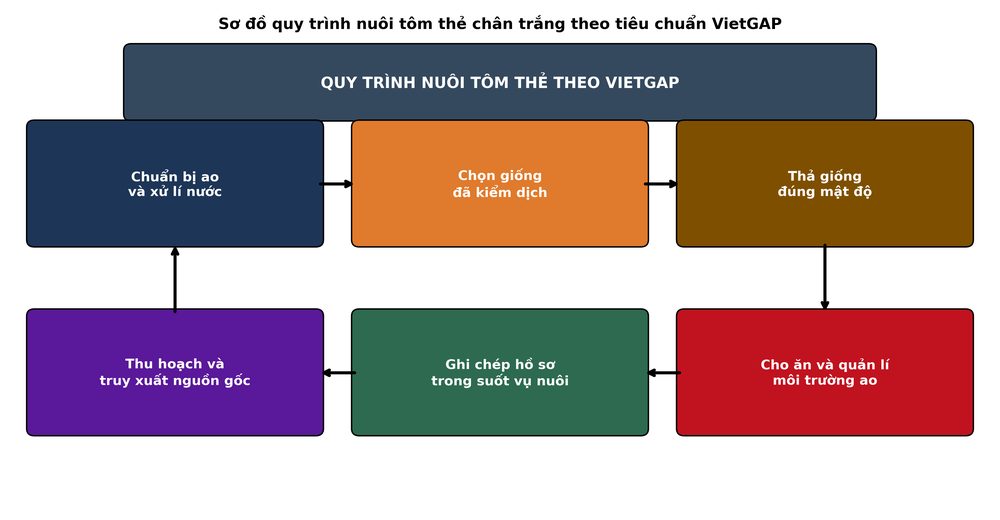 Sơ đồ quy trình nuôi tôm thẻ chân trắng theo tiêu chuẩn VietGAP
QUY TRÌNH NUÔI TÔM THẺ THEO VIETGAP
Chuẩn bị ao
và xử lí nước
Chọn giống
đã kiểm dịch
Thả giống
đúng mật độ
Cho ăn và quản lí
môi trường ao
Ghi chép hồ sơ
trong suốt vụ nuôi
Thu hoạch và
truy xuất nguồn gốc